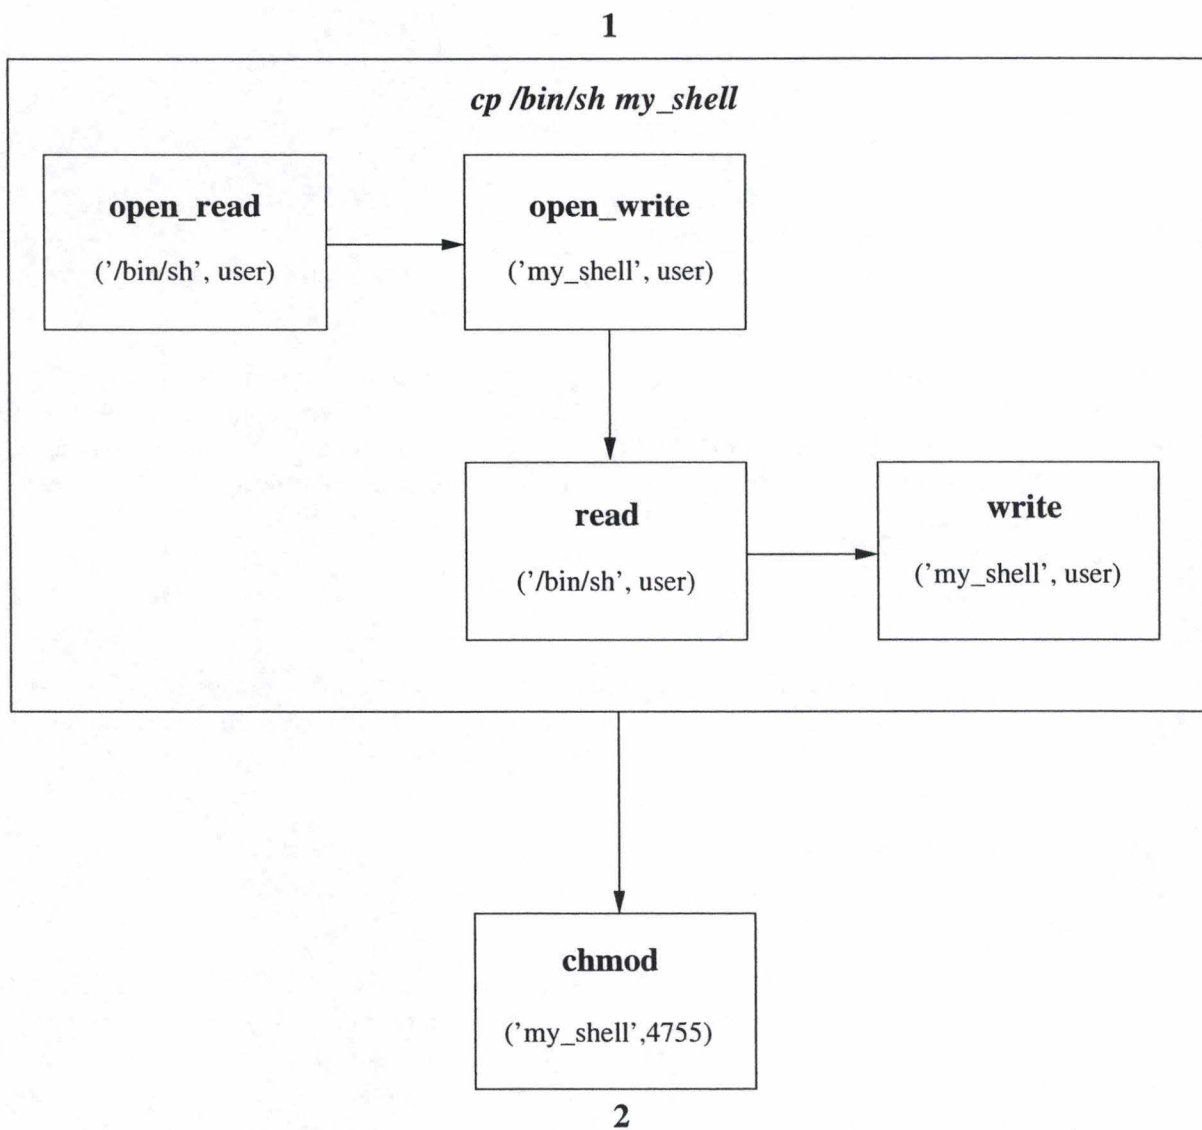 1
cp /bin/sh my_shell
open_read
('/bin/sh', user)
open_write
('my_shell', user)
read
('/bin/sh', user)
write
('my_shell', user)
chmod
('my_shell',4755)
2